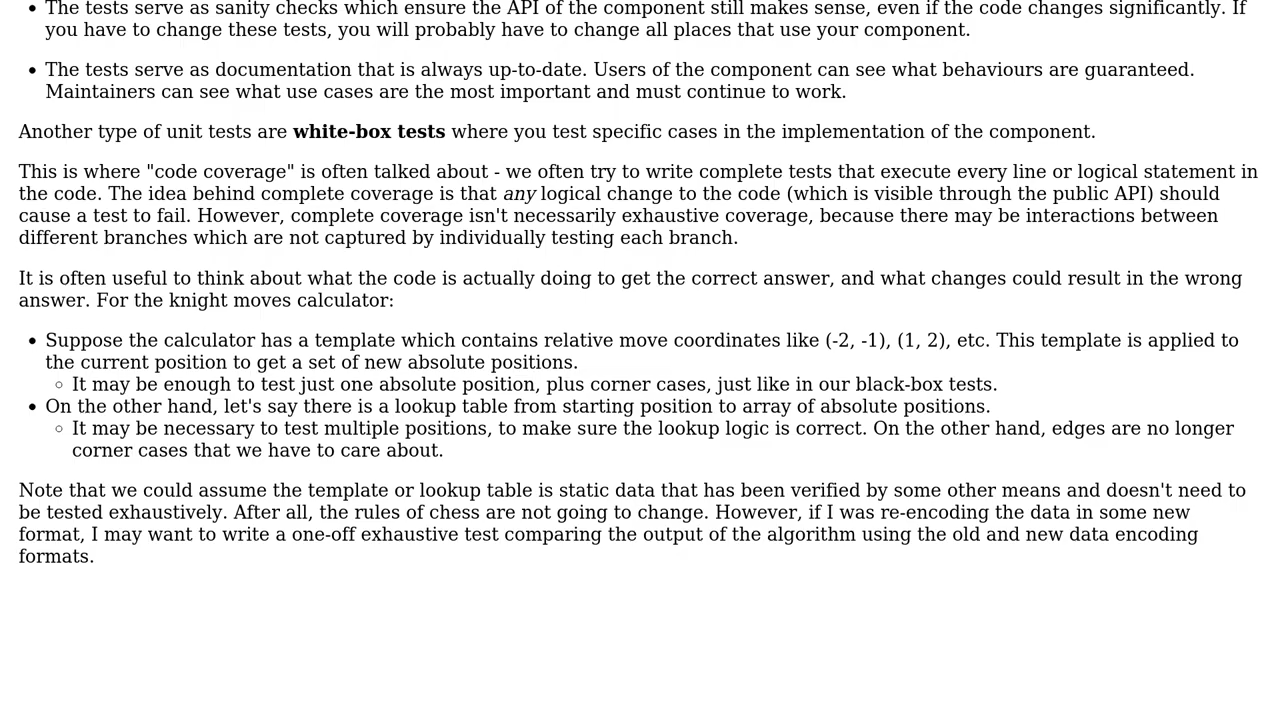 The tests serve as sanity checks which ensure the API of the component still makes sense, even if the code changes significantly. If
you have to change these tests, you will probably have to change all places that use your component.
The tests serve as documentation that is always up-to-date. Users of the component can see what behaviours are guaranteed.
Maintainers can see what use cases are the most important and must continue to work.
Another type of unit tests are white-box tests where you test specific cases in the implementation of the component.
This is where "code coverage" is often talked about - we often try to write complete tests that execute every line or logical statement in
the code. The idea behind complete coverage is that any logical change to the code (which is visible through the public API) should
cause a test to fail. However, complete coverage isn't necessarily exhaustive coverage, because there may be interactions between
different branches which are not captured by individually testing each branch.
It is often useful to think about what the code is actually doing to get the correct answer, and what changes could result in the wrong
answer. For the knight moves calculator:
Suppose the calculator has a template which contains relative move coordinates like (-2, -1), (1, 2), etc. This template is applied to
the current position to get a set of new absolute positions.
It may be enough to test just one absolute position, plus corner cases, just like in our black-box tests.
On the other hand, let's say there is a lookup table from starting position to array of absolute positions.
It may be necessary to test multiple positions, to make sure the lookup logic is correct. On the other hand, edges are no longer
corner cases that we have to care about.
Note that we could assume the template or lookup table is static data that has been verified by some other means and doesn't need to
be tested exhaustively. After all, the rules of chess are not going to change. However, if I was re-encoding the data in some new
format, I may want to write a one-off exhaustive test comparing the output of the algorithm using the old and new data encoding
formats.